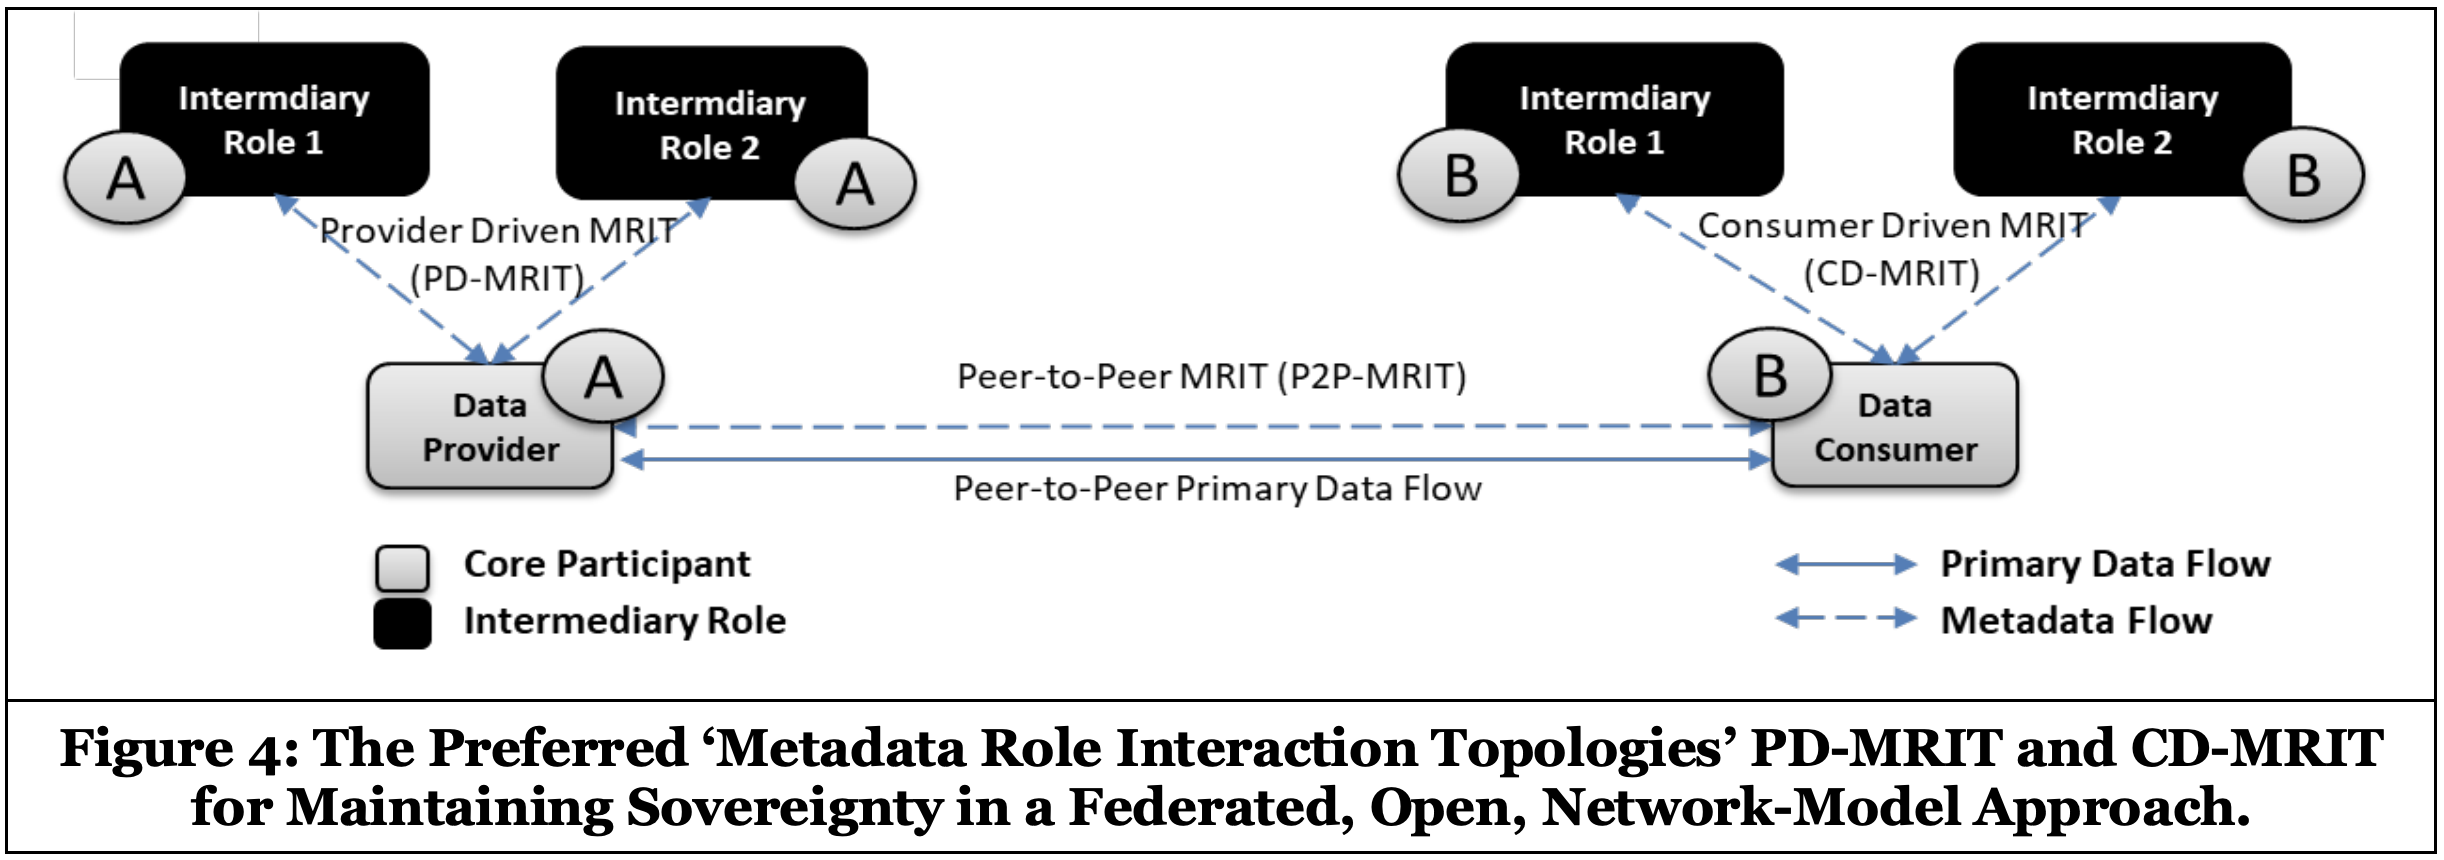 Intermdiary
Role 1
A
Intermdiary
Role 2
A
Intermdiary
Role 1
B
Intermdiary
Role 2
B
Provider Driven MRIT
(PD-MRIT)
Consumer Driven MRIT
(CD-MRIT)
A
Data
Provider
Peer-to-Peer MRIT (P2P-MRIT)
Peer-to-Peer Primary Data Flow
B
Data
Consumer
Core Participant
Intermediary Role
Primary Data Flow
Metadata Flow
Figure 4: The Preferred ‘Metadata Role Interaction Topologies’ PD-MRIT and CD-MRIT
for Maintaining Sovereignty in a Federated, Open, Network-Model Approach.